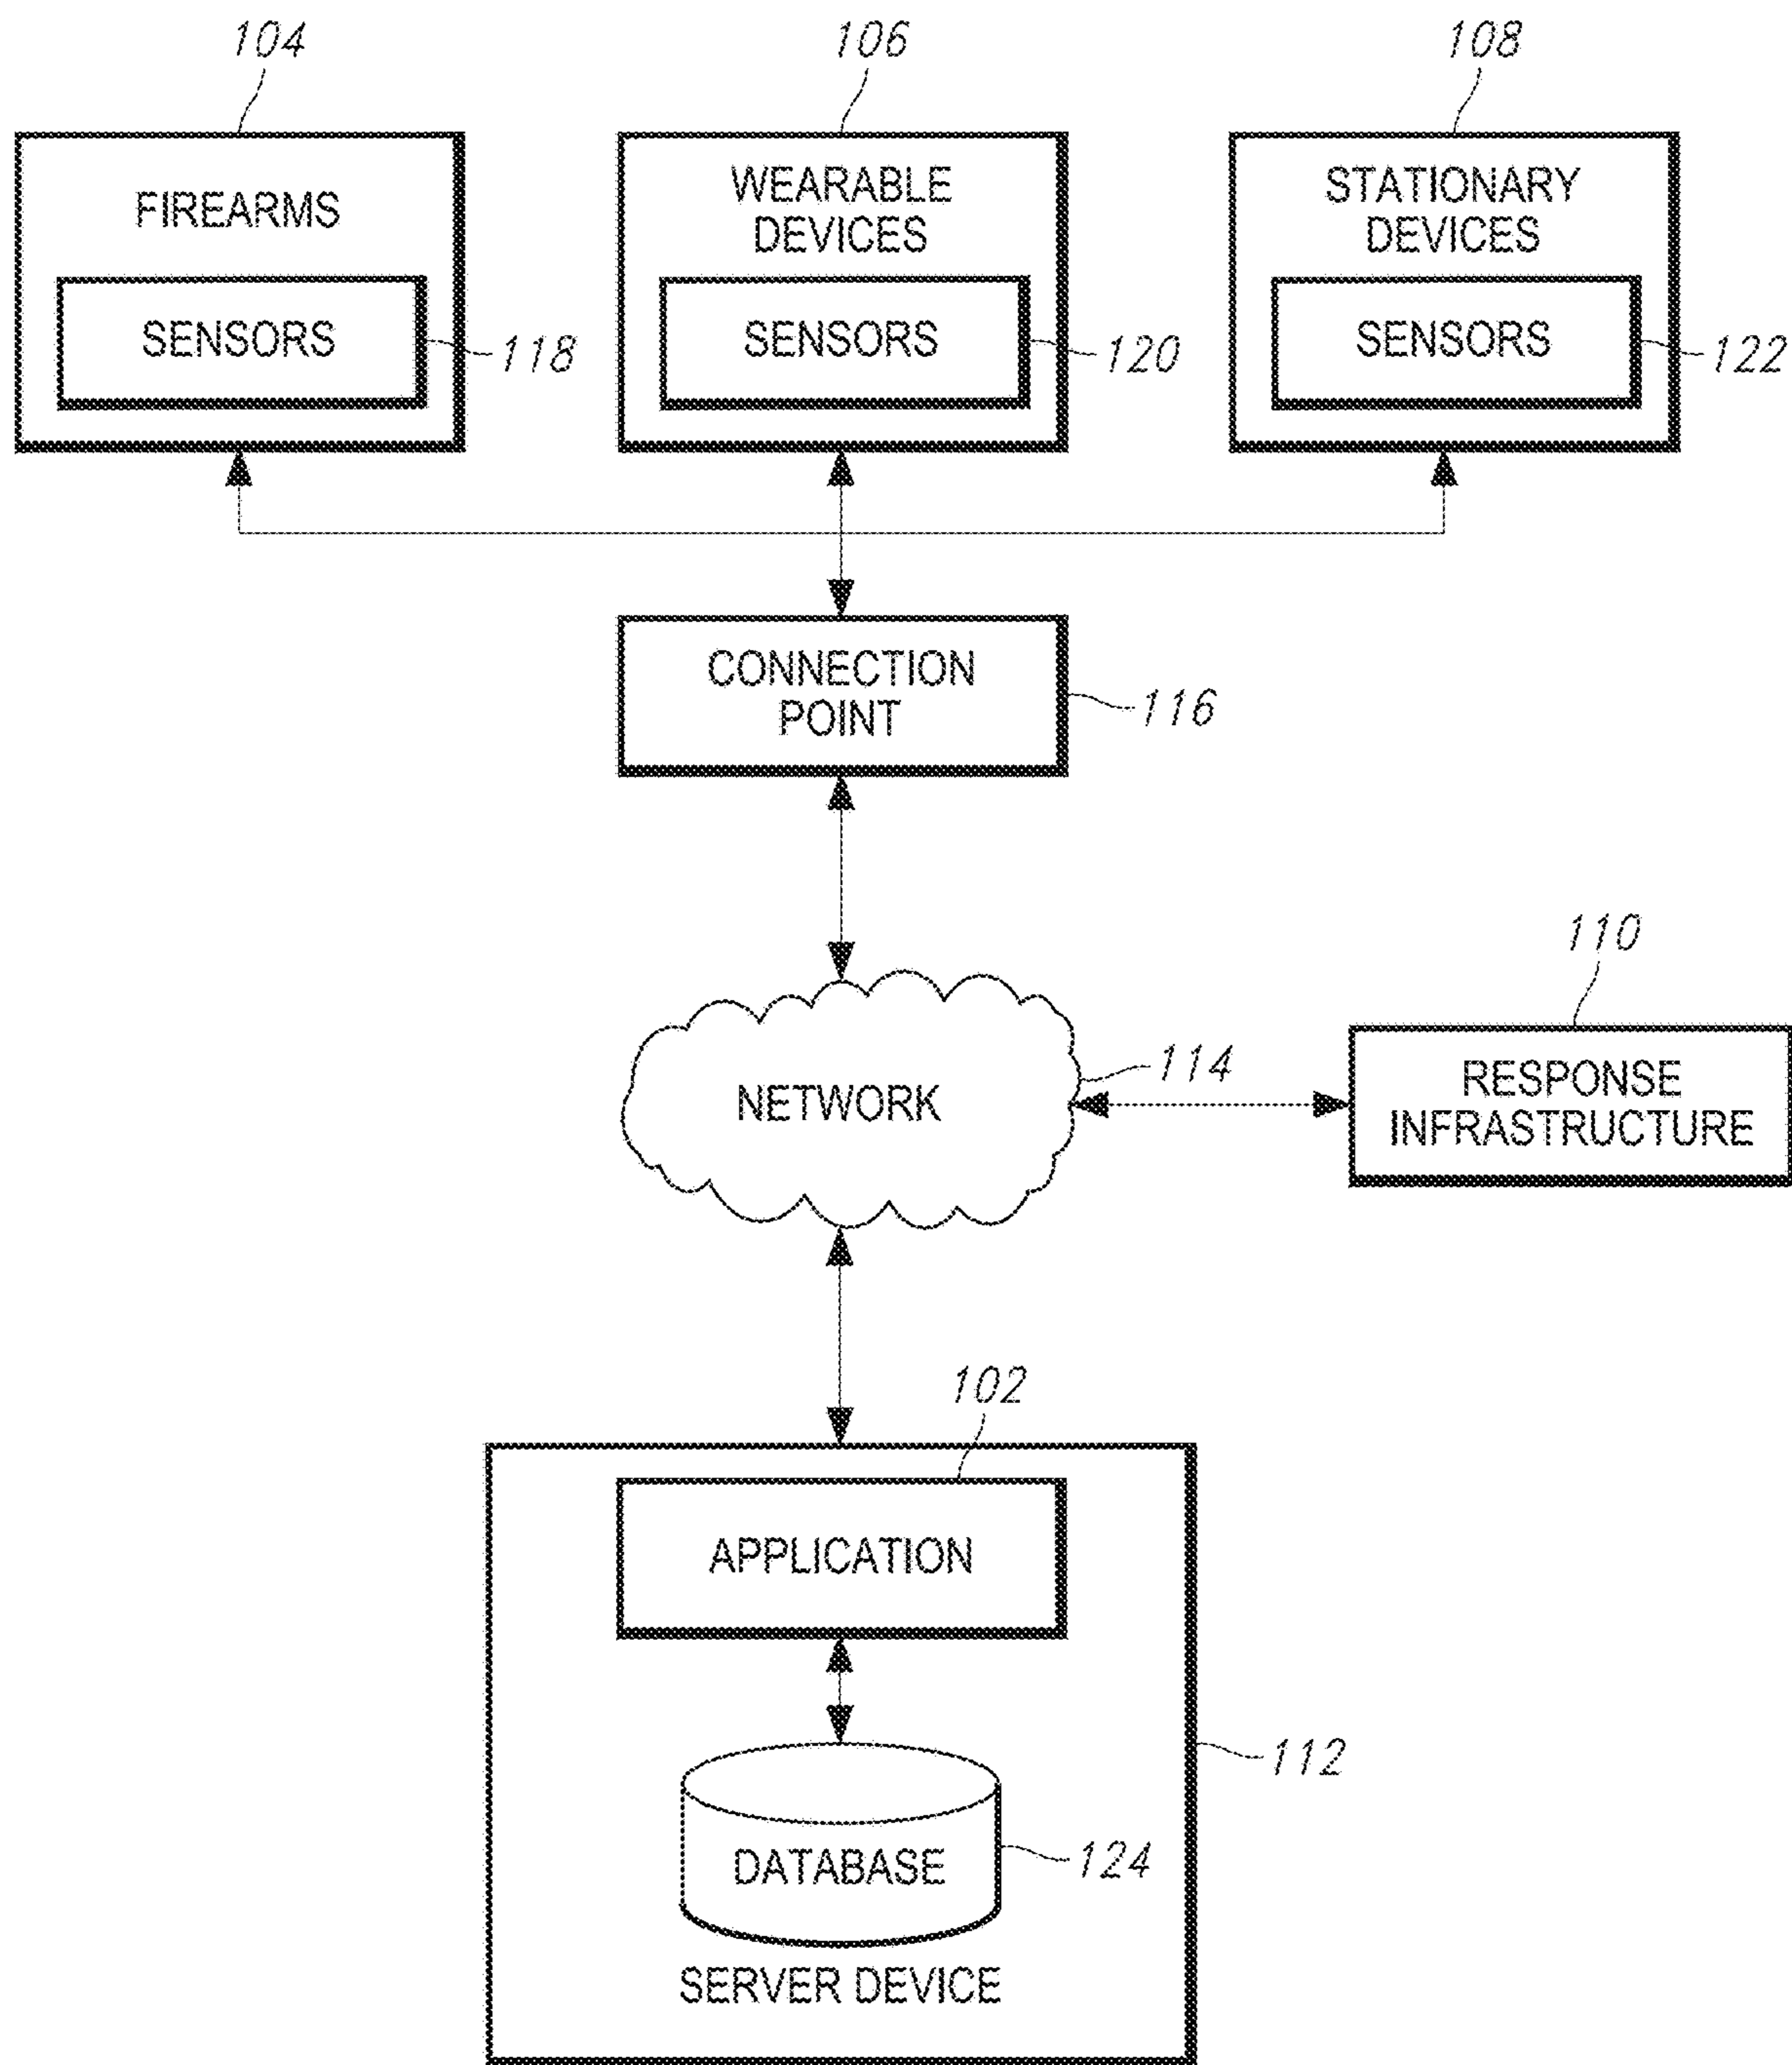 104
106
108
FIREARMS
SENSORS
118
WEARABLE
DEVICES
SENSORS
120
STATIONARY
DEVICES
SENSORS
122
CONNECTION
POINT
116
110
NETWORK
114
RESPONSE
INFRASTRUCTURE
102
APPLICATION
112
DATABASE
124
SERVER DEVICE